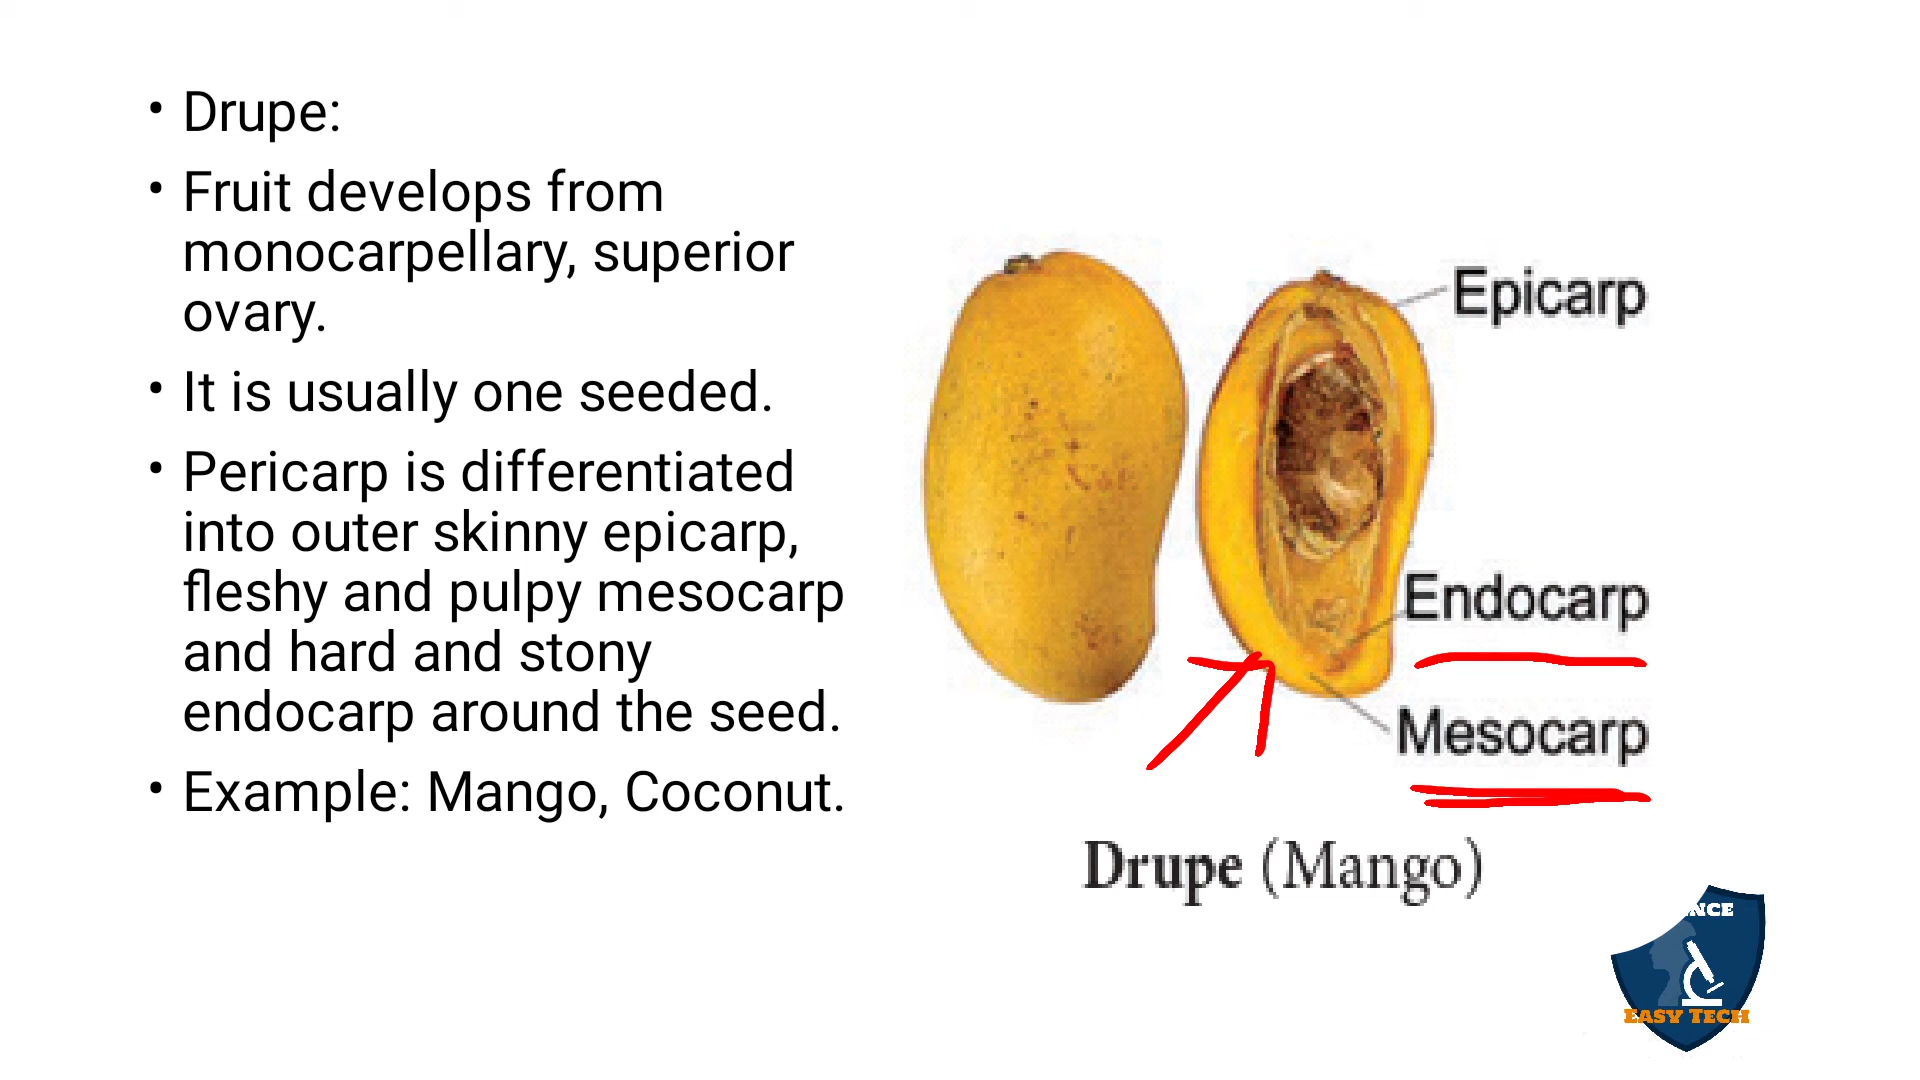 • Drupe:
• Fruit develops from
monocarpellary, superior
ovary.
• It is usually one seeded.
• Pericarp is differentiated
into outer skinny epicarp,
fleshy and pulpy mesocarp
and hard and stony
endocarp around the seed.
• Example: Mango, Coconut.
Epicarp
Endocarp
Mesocarp
Drupe (Mango)
NCE
EASY TECH